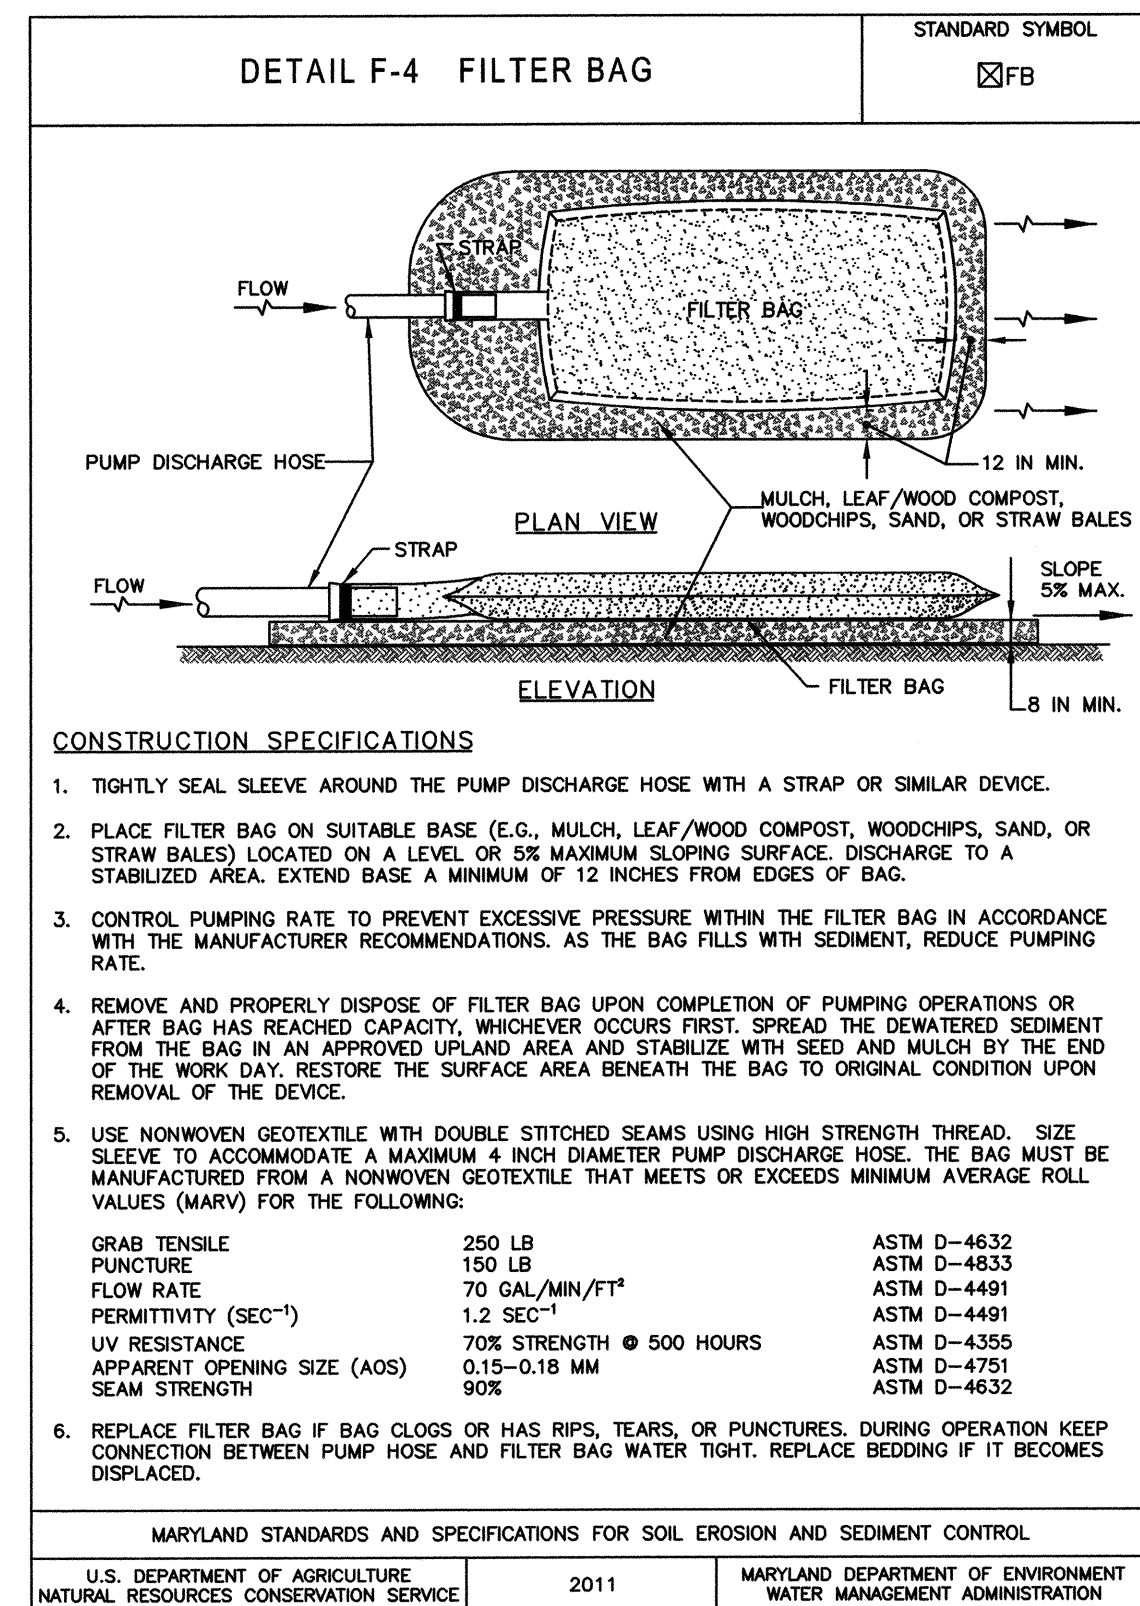 DETAIL F-4 FILTER BAG
STANDARD SYMBOL
FB
STRAP
FLOW
FILTER BAG
PUMP DISCHARGE HOSE
12 IN MIN.
MULCH, LEAF/WOOD COMPOST,
WOODCHIPS, SAND, OR STRAW BALES
PLAN VIEW
STRAP
FLOW
SLOPE
5% MAX.
FILTER BAG
ELEVATION
8 IN MIN.
CONSTRUCTION SPECIFICATIONS
1. TIGHTLY SEAL SLEEVE AROUND THE PUMP DISCHARGE HOSE WITH A STRAP OR SIMILAR DEVICE.
2. PLACE FILTER BAG ON SUITABLE BASE (E.G., MULCH, LEAF/WOOD COMPOST, WOODCHIPS, SAND, OR
STRAW BALES) LOCATED ON A LEVEL OR 5% MAXIMUM SLOPING SURFACE. DISCHARGE TO A
STABILIZED AREA. EXTEND BASE A MINIMUM OF 12 INCHES FROM EDGES OF BAG.
3. CONTROL PUMPING RATE TO PREVENT EXCESSIVE PRESSURE WITHIN THE FILTER BAG IN ACCORDANCE
WITH THE MANUFACTURER RECOMMENDATIONS. AS THE BAG FILLS WITH SEDIMENT, REDUCE PUMPING
RATE.
4. REMOVE AND PROPERLY DISPOSE OF FILTER BAG UPON COMPLETION OF PUMPING OPERATIONS OR
AFTER BAG HAS REACHED CAPACITY, WHICHEVER OCCURS FIRST. SPREAD THE DEWATERED SEDIMENT
FROM THE BAG IN AN APPROVED UPLAND AREA AND STABILIZE WITH SEED AND MULCH BY THE END
OF THE WORK DAY. RESTORE THE SURFACE AREA BENEATH THE BAG TO ORIGINAL CONDITION UPON
REMOVAL OF THE DEVICE.
5. USE NONWOVEN GEOTEXTILE WITH DOUBLE STITCHED SEAMS USING HIGH STRENGTH THREAD. SIZE
SLEEVE TO ACCOMMODATE A MAXIMUM 4 INCH DIAMETER PUMP DISCHARGE HOSE. THE BAG MUST BE
MANUFACTURED FROM A NONWOVEN GEOTEXTILE THAT MEETS OR EXCEEDS MINIMUM AVERAGE ROLL
VALUES (MARV) FOR THE FOLLOWING:
GRAB TENSILE 250 LB ASTM D-4632
PUNCTURE 150 LB ASTM D-4833
FLOW RATE 70 GAL/MIN/FT² ASTM D-4491
PERMITTIVITY (SEC⁻¹) 1.2 SEC⁻¹ ASTM D-4491
UV RESISTANCE 70% STRENGTH @ 500 HOURS ASTM D-4355
APPARENT OPENING SIZE (AOS) 0.15-0.18 MM ASTM D-4751
SEAM STRENGTH 90% ASTM D-4632
6. REPLACE FILTER BAG IF BAG CLOGS OR HAS RIPS, TEARS, OR PUNCTURES. DURING OPERATION KEEP
CONNECTION BETWEEN PUMP HOSE AND FILTER BAG WATER TIGHT. REPLACE BEDDING IF IT BECOMES
DISPLACED.
MARYLAND STANDARDS AND SPECIFICATIONS FOR SOIL EROSION AND SEDIMENT CONTROL
U.S. DEPARTMENT OF AGRICULTURE
NATURAL RESOURCES CONSERVATION SERVICE
2011
MARYLAND DEPARTMENT OF ENVIRONMENT
WATER MANAGEMENT ADMINISTRATION